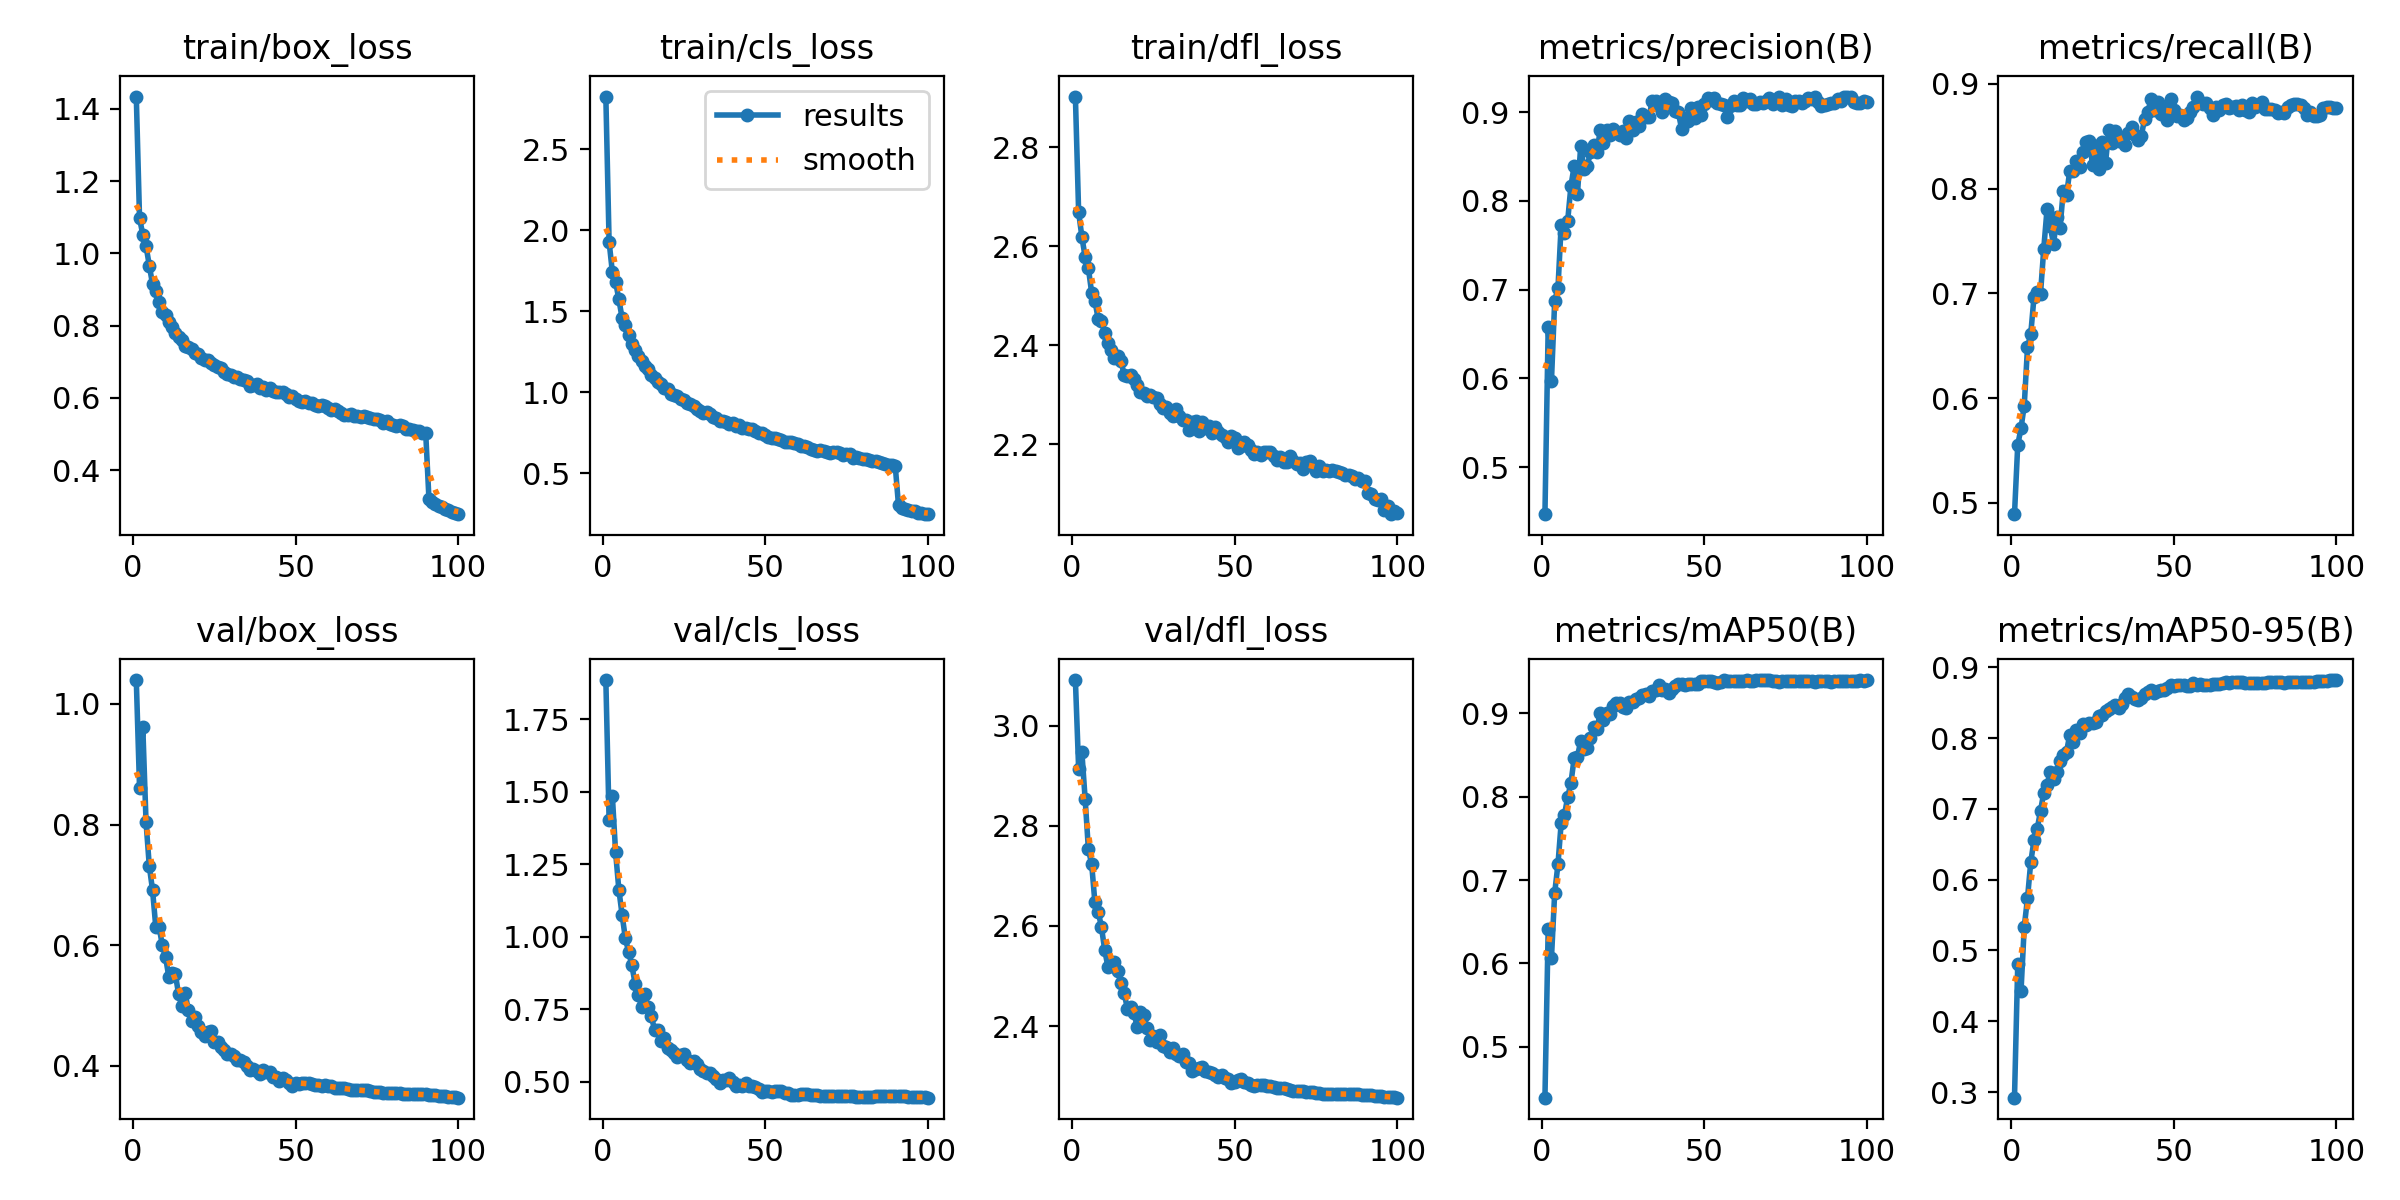 train/box_loss
1.4
1.2
1.0
0.8
0.6
0.4
0 50 100
train/cls_loss
results
smooth
2.5
2.0
1.5
1.0
0.5
0 50 100
train/dfl_loss
2.8
2.6
2.4
2.2
0 50 100
metrics/precision(B)
0.9
0.8
0.7
0.6
0.5
0 50 100
metrics/recall(B)
0.9
0.8
0.7
0.6
0.5
0 50 100
val/box_loss
1.0
0.8
0.6
0.4
0 50 100
val/cls_loss
1.75
1.50
1.25
1.00
0.75
0.50
0 50 100
val/dfl_loss
3.0
2.8
2.6
2.4
0 50 100
metrics/mAP50(B)
0.9
0.8
0.7
0.6
0.5
0 50 100
metrics/mAP50-95(B)
0.9
0.8
0.7
0.6
0.5
0.4
0.3
0 50 100